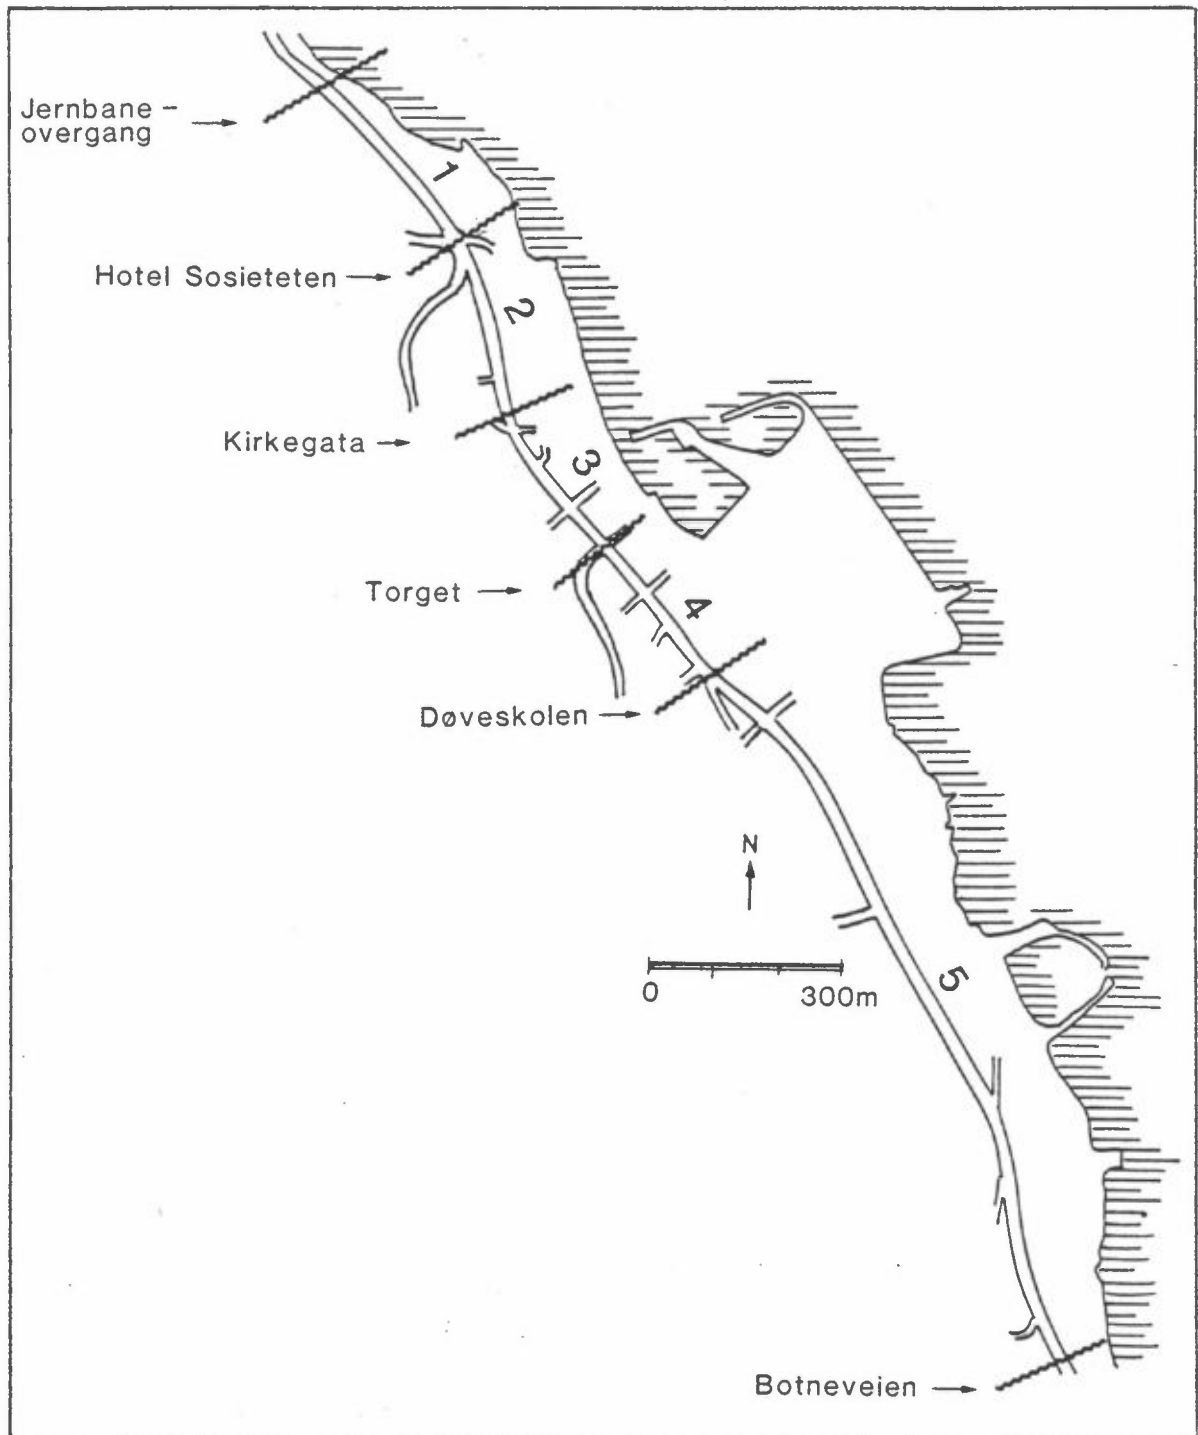 Jernbane-
overgang
1
Hotel Sosieteten
2
Kirkegata
3
Torget
4
Døveskolen
N
0 300m
5
Botneveien